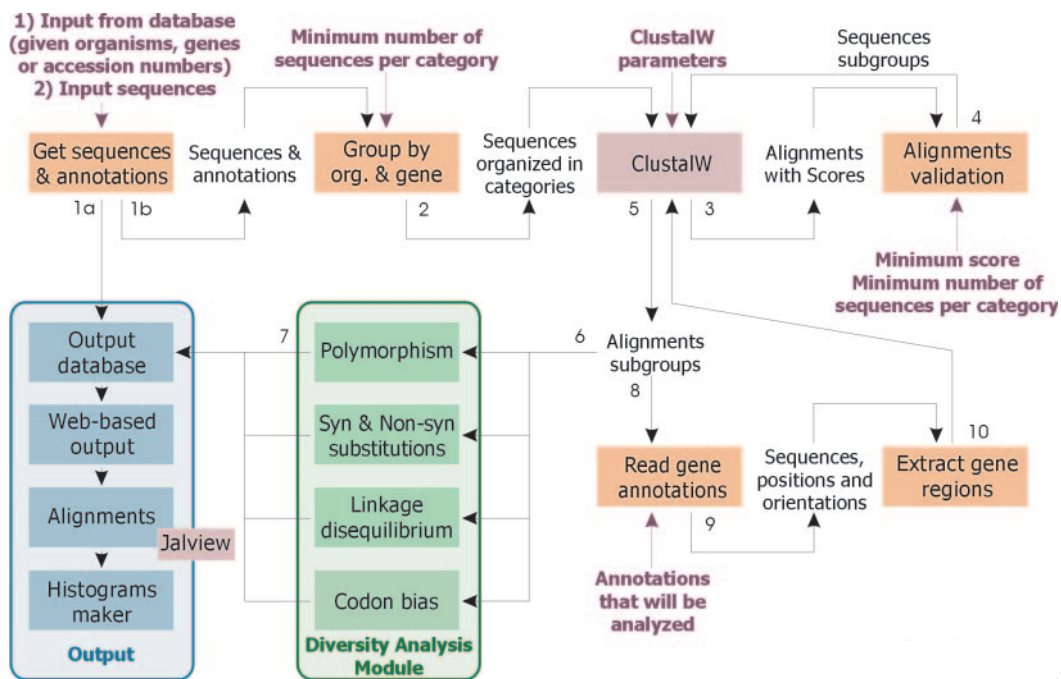 1) Input from database
(given organisms, genes
or accession numbers)
2) Input sequences
Minimum number of
sequences per category
ClustalW
parameters
Sequences
subgroups
Get sequences
& annotations
Sequences &
annotations
Group by
org. & gene
Sequences
organized in
categories
ClustalW
Alignments
with Scores
4
Alignments
validation
1a
1b
2
5
3
Minimum score
Minimum number of
sequences per category
Output
database
7
Polymorphism
6
Alignments
subgroups
8
Web-based
output
Syn & Non-syn
substitutions
Read gene
annotations
Sequences,
positions and
orientations
10
Extract gene
regions
9
Alignments
Jalview
Linkage
disequilibrium
Histograms
maker
Codon bias
Annotations
that will be
analyzed
Output
Diversity Analysis
Module